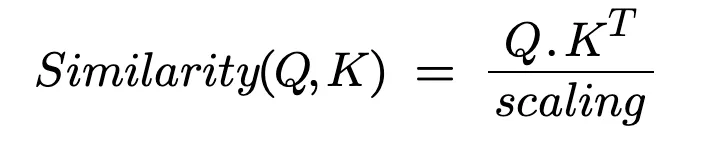 Similarity(Q,K) = Q.K^T / scaling